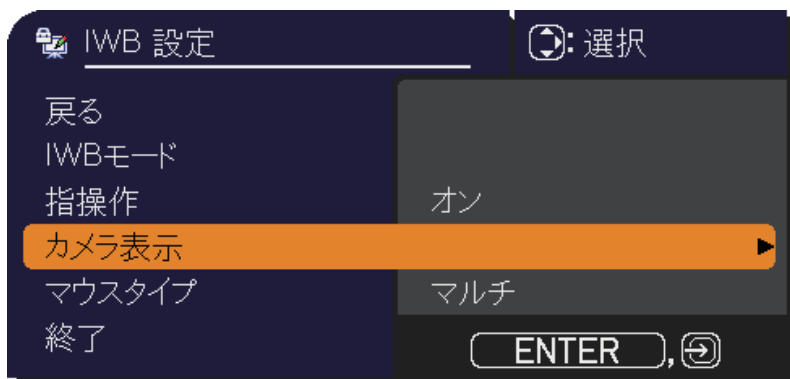 IWB 設定 : 選択
戻る
IWBモード
指操作 オン
カメラ表示
マウスタイプ マルチ
終了 ENTER ,